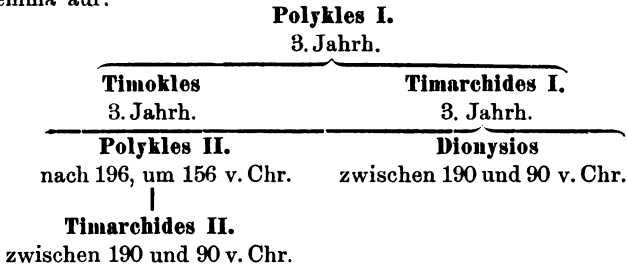 Polykles I.
3. Jahrh.
Timokles Timarchides I.
3. Jahrh. 3. Jahrh.
Polykles II. Dionysios
nach 196, um 156 v. Chr. zwischen 190 und 90 v. Chr.
Timarchides II.
zwischen 190 und 90 v. Chr.